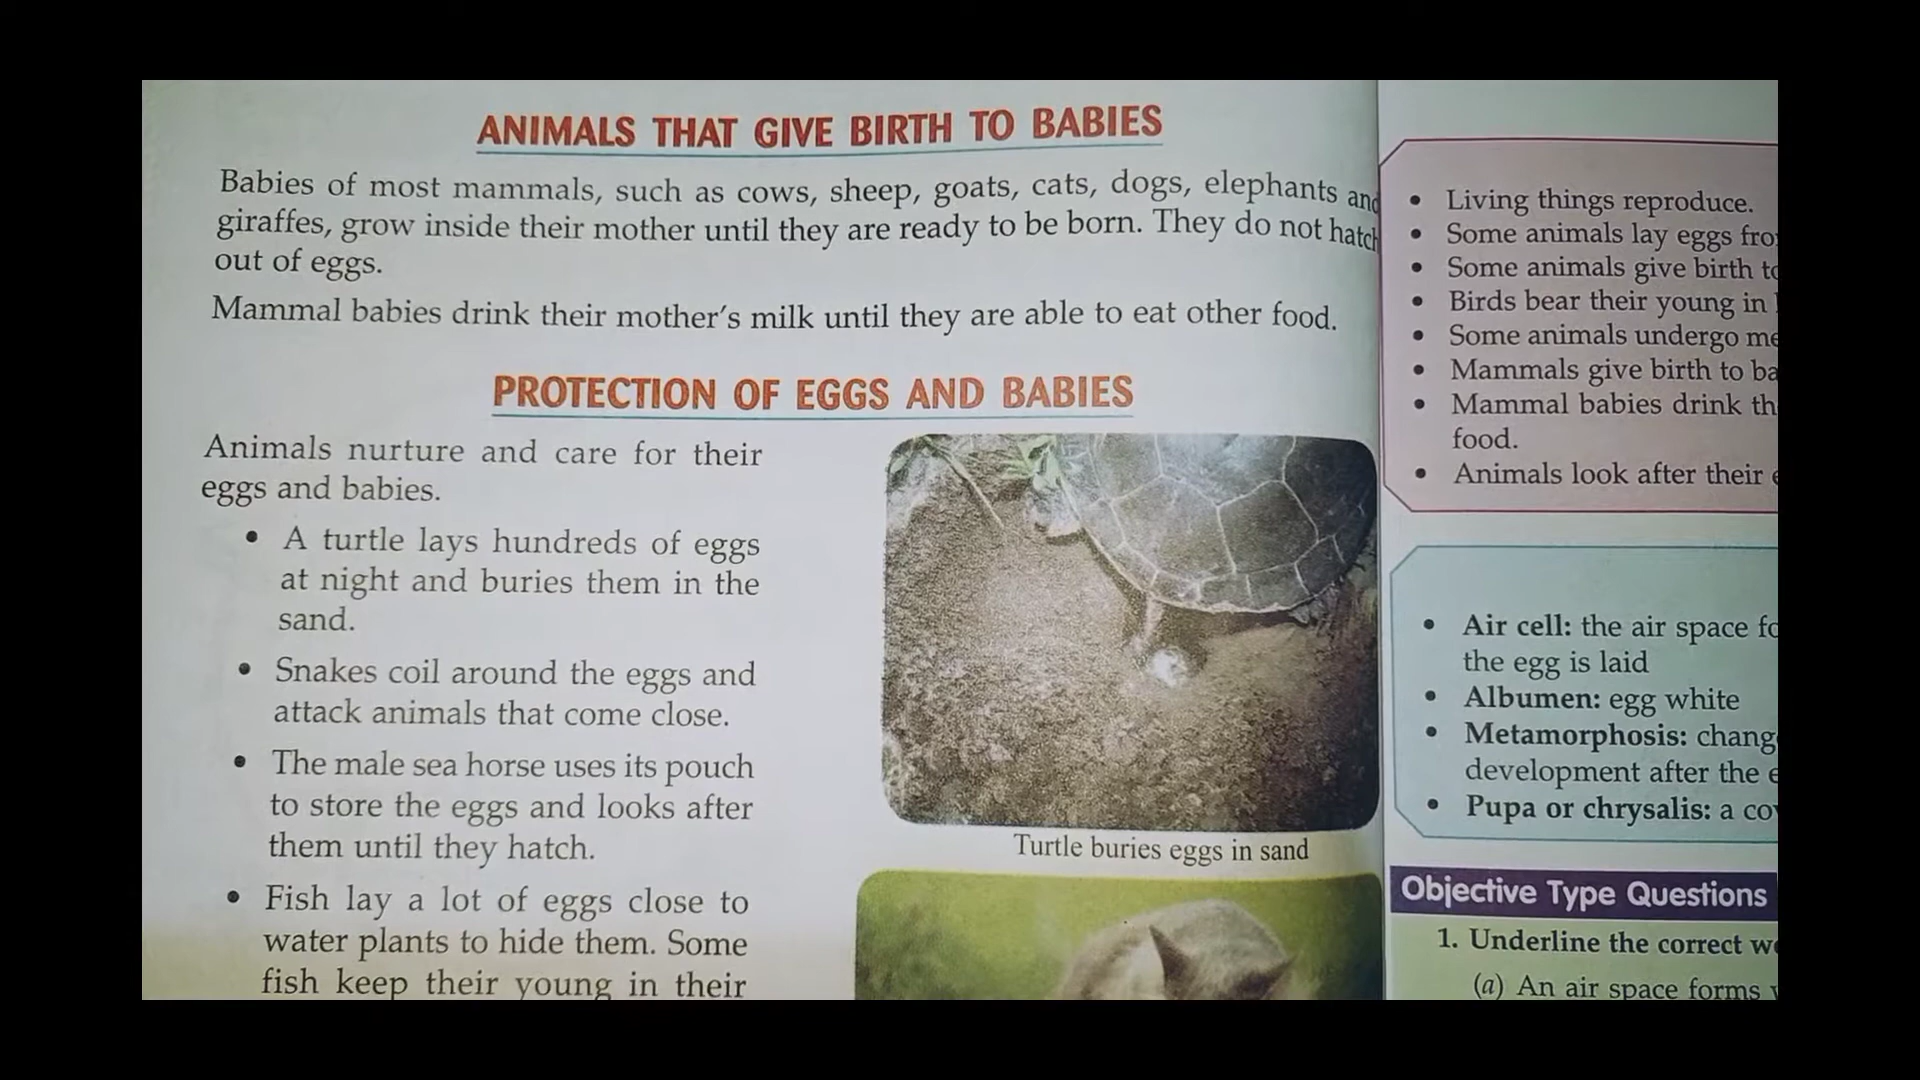 ANIMALS THAT GIVE BIRTH TO BABIES
Babies of most mammals, such as cows, sheep, goats, cats, dogs, elephants and
giraffes, grow inside their mother until they are ready to be born. They do not hatch
out of eggs.
Mammal babies drink their mother's milk until they are able to eat other food.
PROTECTION OF EGGS AND BABIES
Animals nurture and care for their
eggs and babies.
• A turtle lays hundreds of eggs
at night and buries them in the
sand.
• Snakes coil around the eggs and
attack animals that come close.
• The male sea horse uses its pouch
to store the eggs and looks after
them until they hatch.
• Fish lay a lot of eggs close to
water plants to hide them. Some
fish keep their young in their
Turtle buries eggs in sand
• Living things reproduce.
• Some animals lay eggs
• Some animals give birth
• Birds bear their young in
• Some animals undergo
• Mammals give birth to
• Mammal babies drink
food.
• Animals look after their
• Air cell: the air space
the egg is laid
• Albumen: egg white
• Metamorphosis:
development after the
• Pupa or chrysalis: a
Objective Type Questions
1. Underline the correct
(a) An air space forms